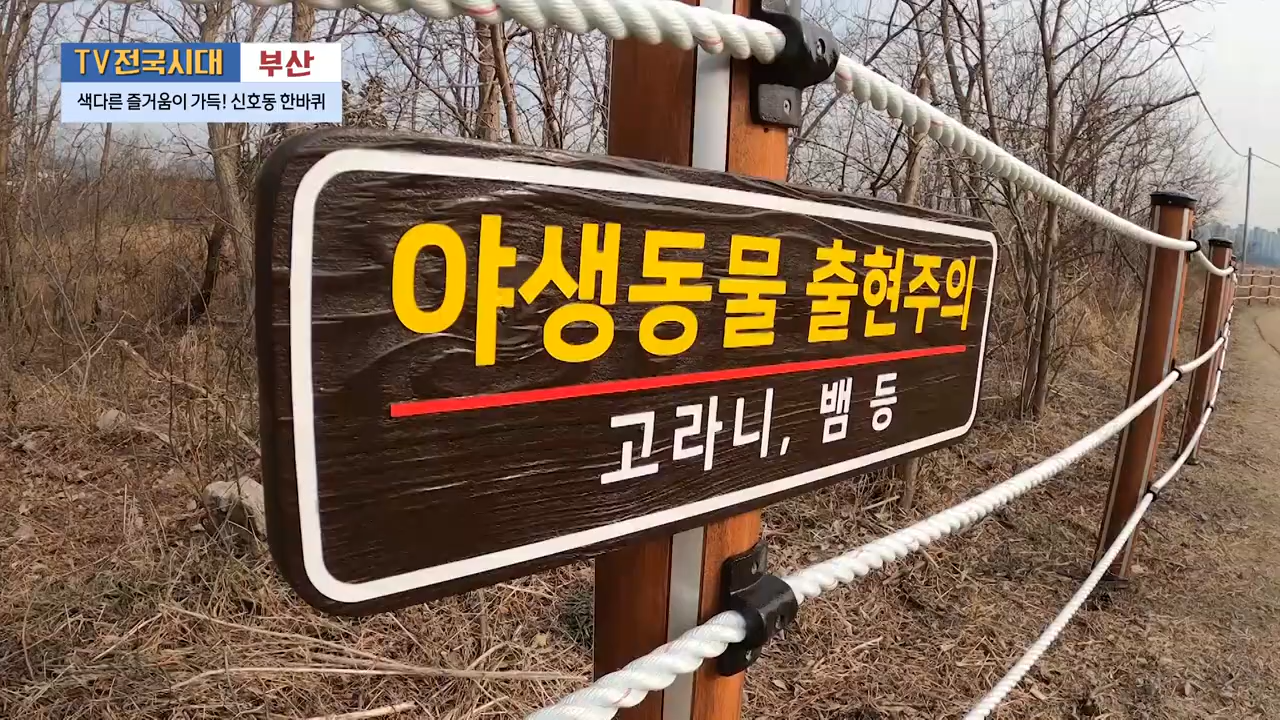 TV전국시대 부산
색다른 즐거움이 가득! 신호동 한바퀴
야생동물 출현주의
고라니, 뱀 등